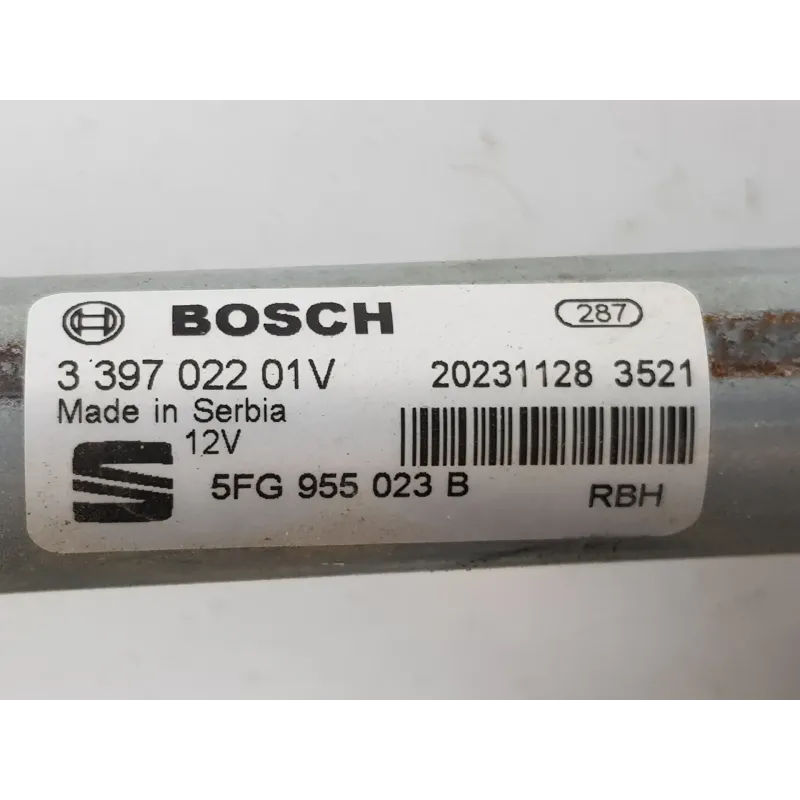 BOSCH 287
3 397 022 01V 20231128 3521
Made in Serbia
12V
5FG 955 023 B RBH